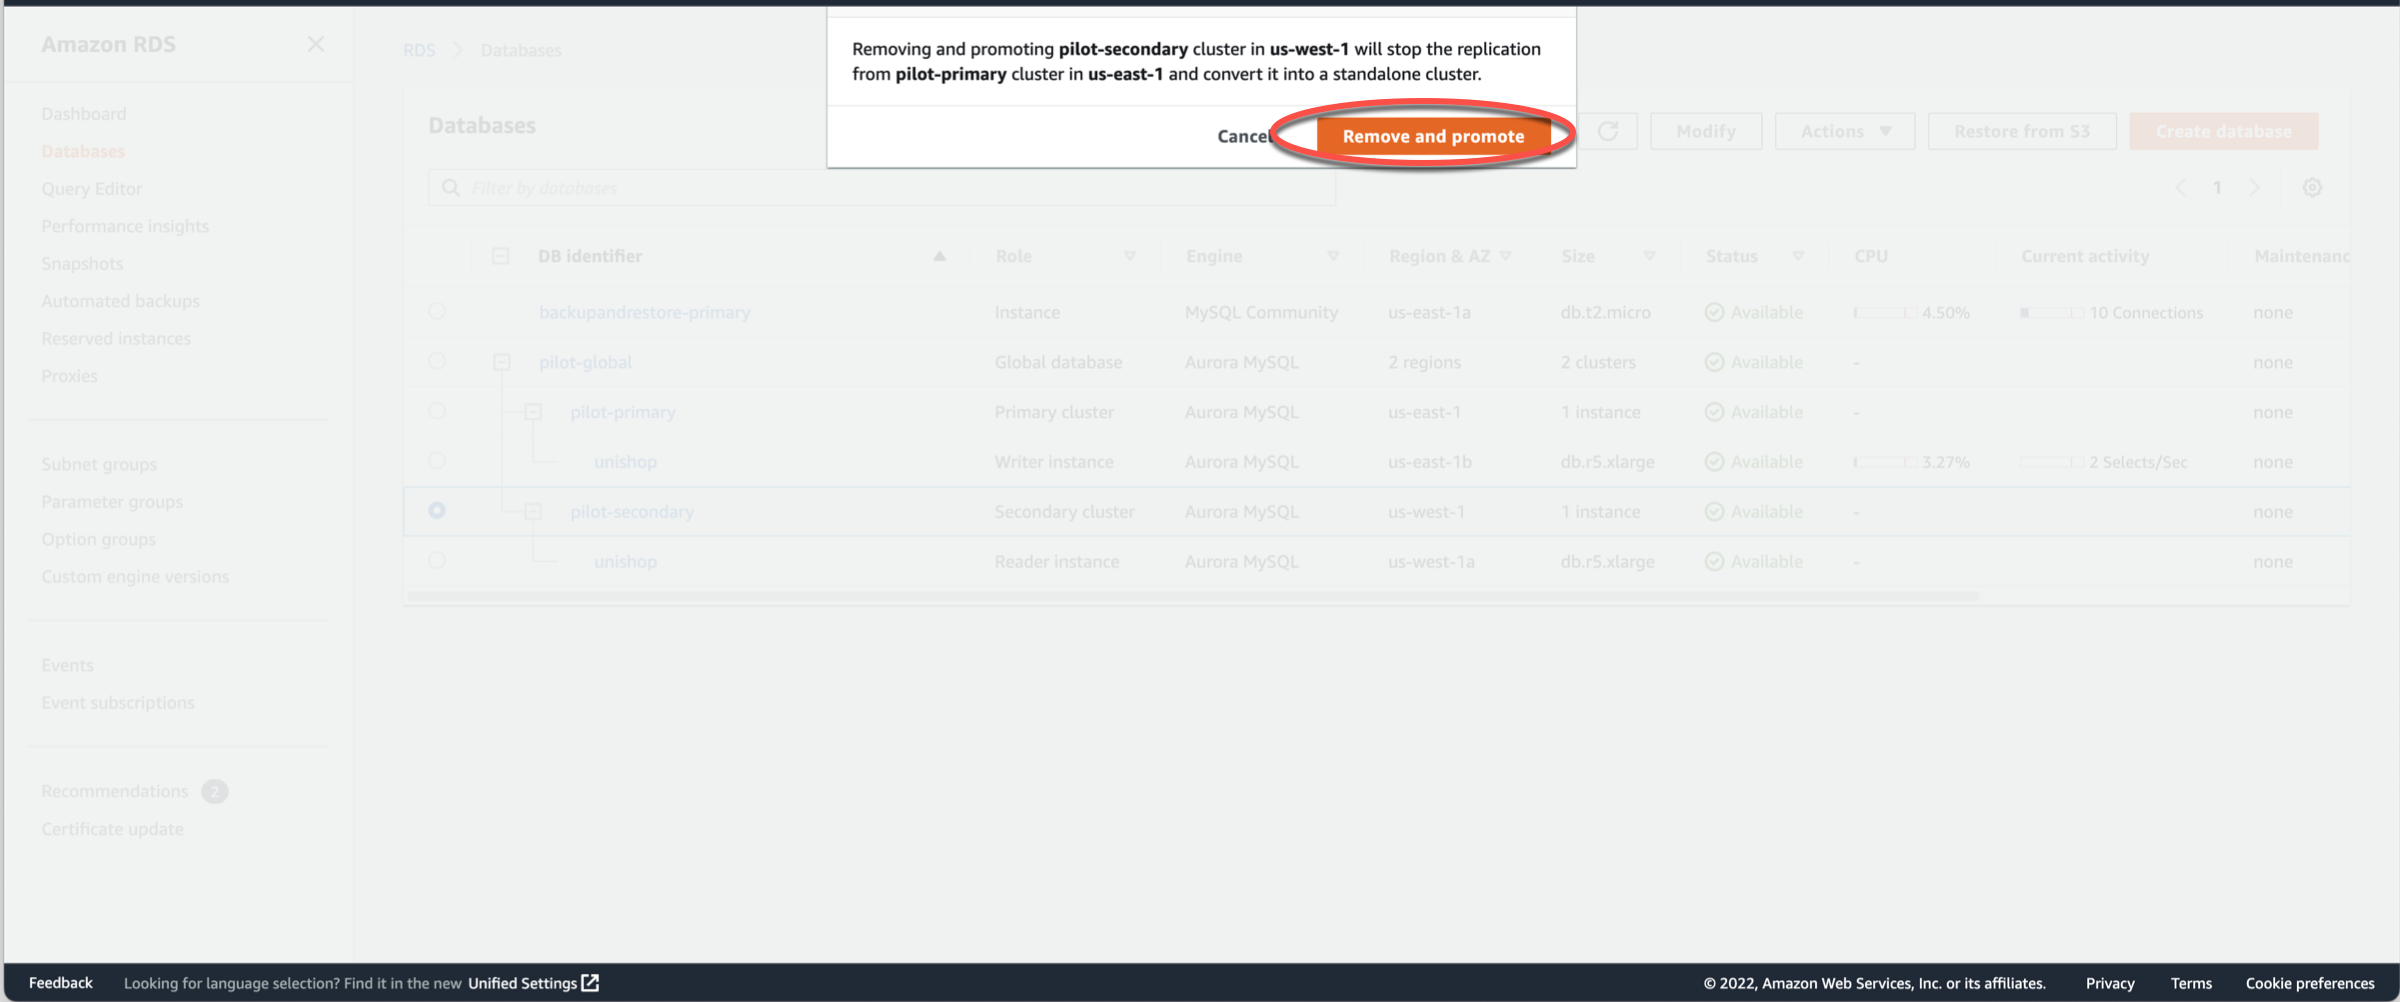 Removing and promoting pilot-secondary cluster in us-west-1 will stop the replication
from pilot-primary cluster in us-east-1 and convert it into a standalone cluster.
Cancel
Remove and promote
Amazon RDS
Dashboard
Databases
Query Editor
Performance insights
Snapshots
Automated backups
Reserved instances
Proxies
Subnet groups
Parameter groups
Option groups
Custom engine versions
Events
Event subscriptions
Recommendations 2
Certificate update
RDS Databases
Databases
Modify Actions Restore from S3 Create database
Filter by databases
1
DB identifier Role Engine Region & AZ Size Status CPU Current activity Maintenanc
backupandrestore-primary Instance MySQL Community us-east-1a db.t2.micro Available 4.50% 10 Connections none
pilot-global Global database Aurora MySQL 2 regions 2 clusters Available - none
pilot-primary Primary cluster Aurora MySQL us-east-1 1 instance Available - none
unishop Writer instance Aurora MySQL us-east-1b db.r5.xlarge Available 3.27% 2 Selects/Sec none
pilot-secondary Secondary cluster Aurora MySQL us-west-1 1 instance Available - none
unishop Reader instance Aurora MySQL us-west-1a db.r5.xlarge Available - none
Feedback Looking for language selection? Find it in the new Unified Settings © 2022, Amazon Web Services, Inc. or its affiliates. Privacy Terms Cookie preferences